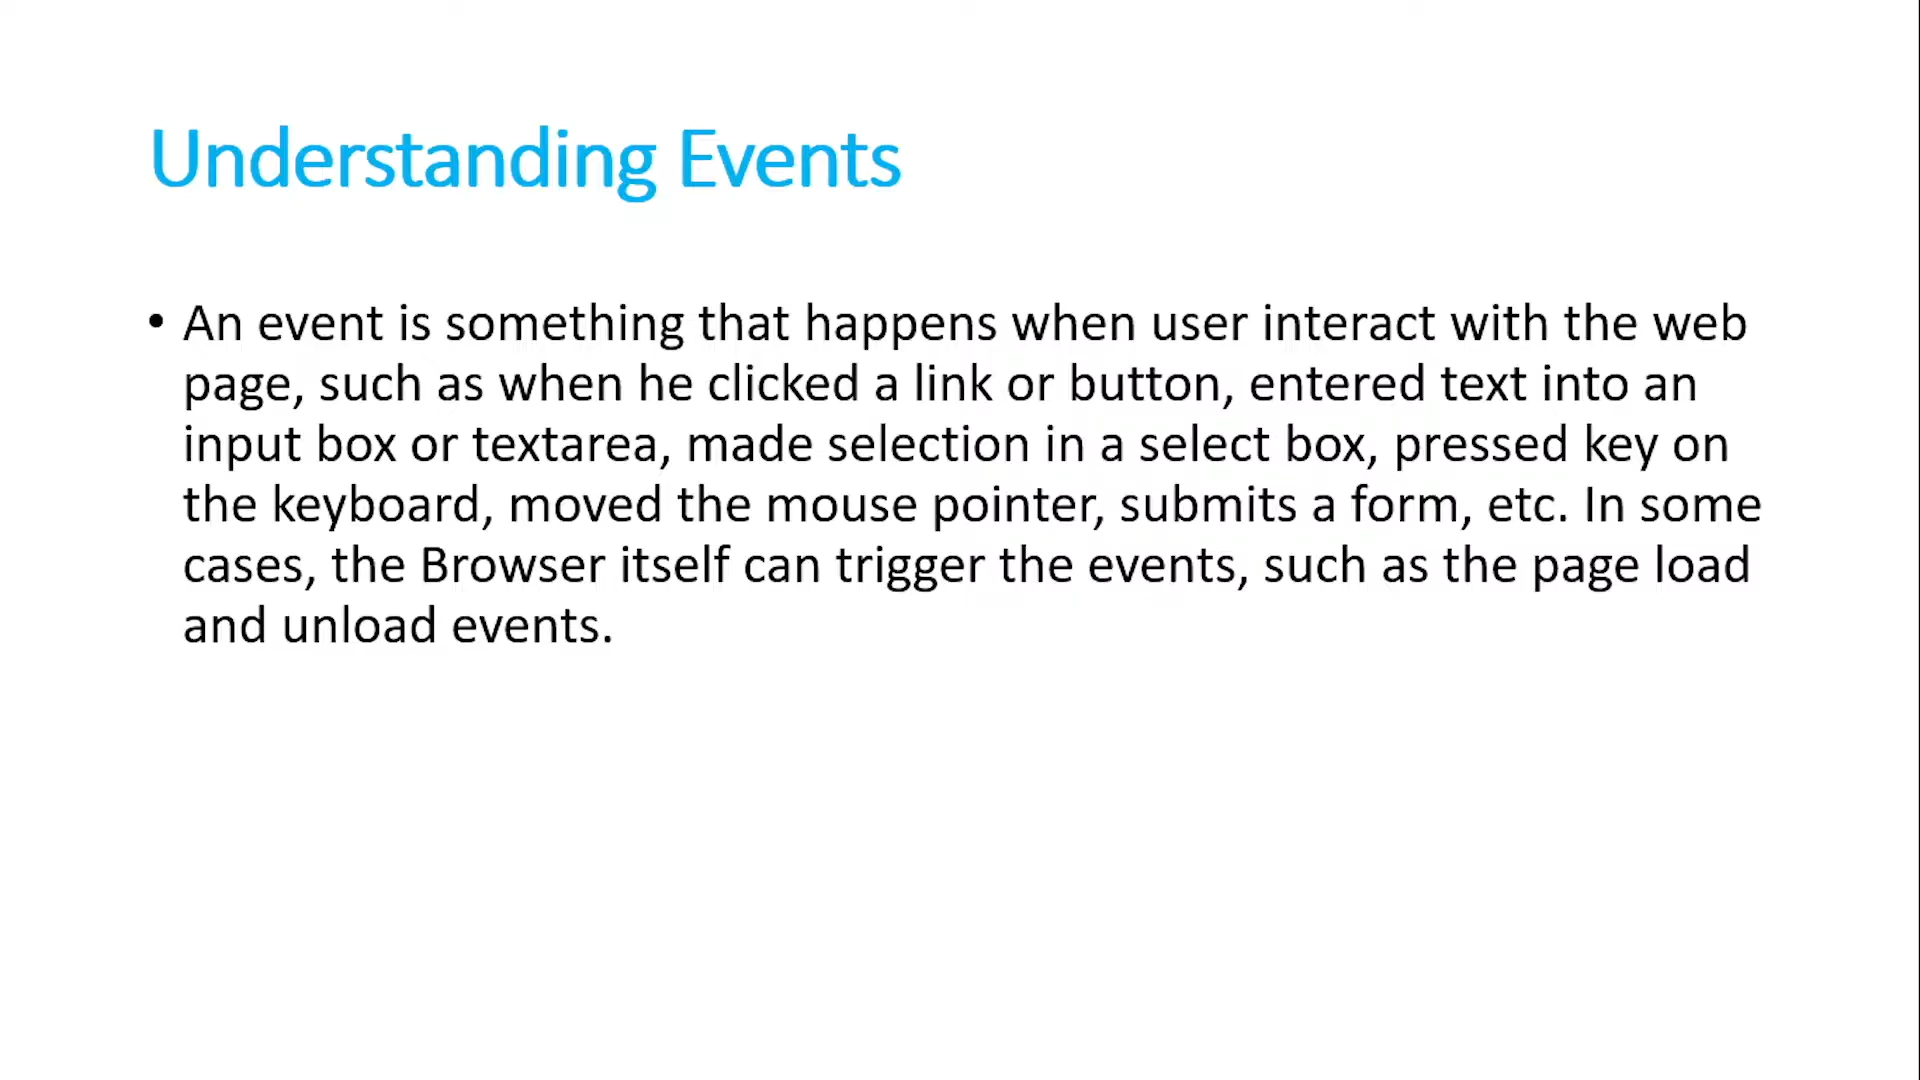 Understanding Events
• An event is something that happens when user interact with the web
page, such as when he clicked a link or button, entered text into an
input box or textarea, made selection in a select box, pressed key on
the keyboard, moved the mouse pointer, submits a form, etc. In some
cases, the Browser itself can trigger the events, such as the page load
and unload events.